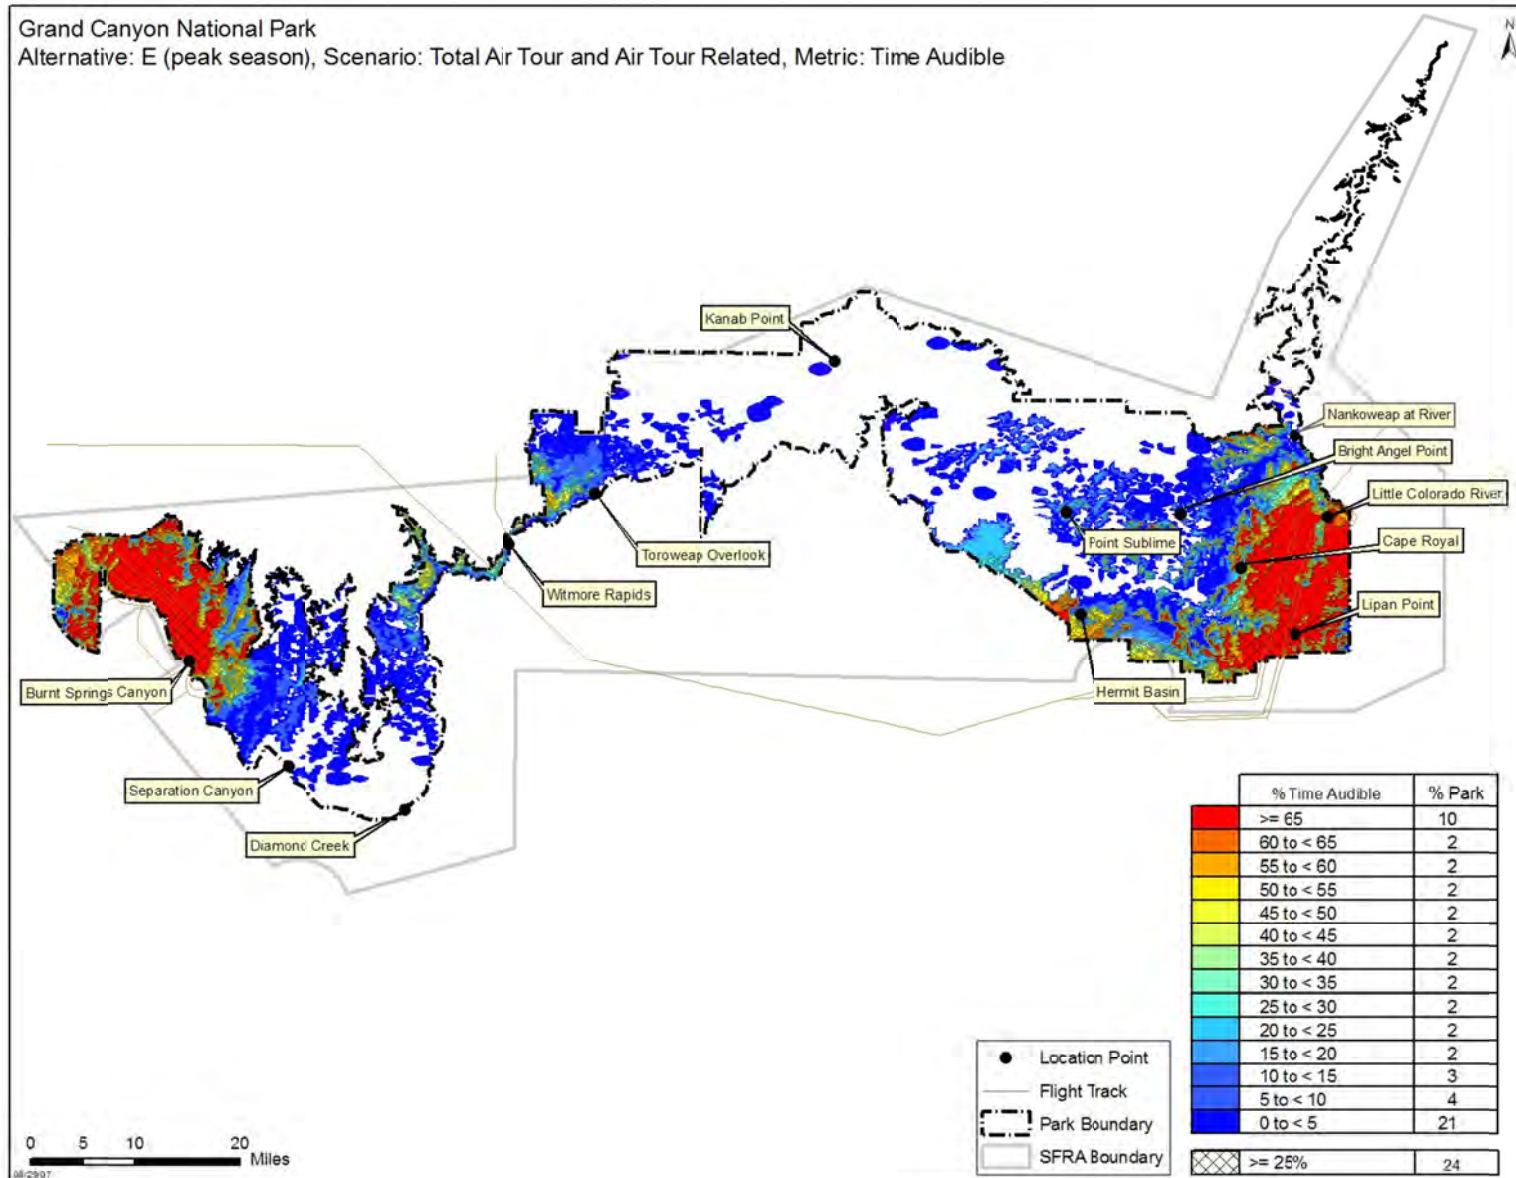 Grand Canyon National Park
Alternative: E (peak season), Scenario: Total Air Tour and Air Tour Related, Metric: Time Audible
N
Kanab Point
Nankoweap at River
Bright Angel Point
Little Colorado River
Point Sublime
Cape Royal
Toroweap Overlook
Witmore Rapids
Lipan Point
Burnt Springs Canyon
Hermit Basin
Separation Canyon
Diamond Creek
% Time Audible % Park
>= 65 10
60 to < 65 2
55 to < 60 2
50 to < 55 2
45 to < 50 2
40 to < 45 2
35 to < 40 2
30 to < 35 2
25 to < 30 2
20 to < 25 2
15 to < 20 2
10 to < 15 3
5 to < 10 4
0 to < 5 21
>= 25% 24
Location Point
Flight Track
Park Boundary
SFRA Boundary
0 5 10 20
Miles